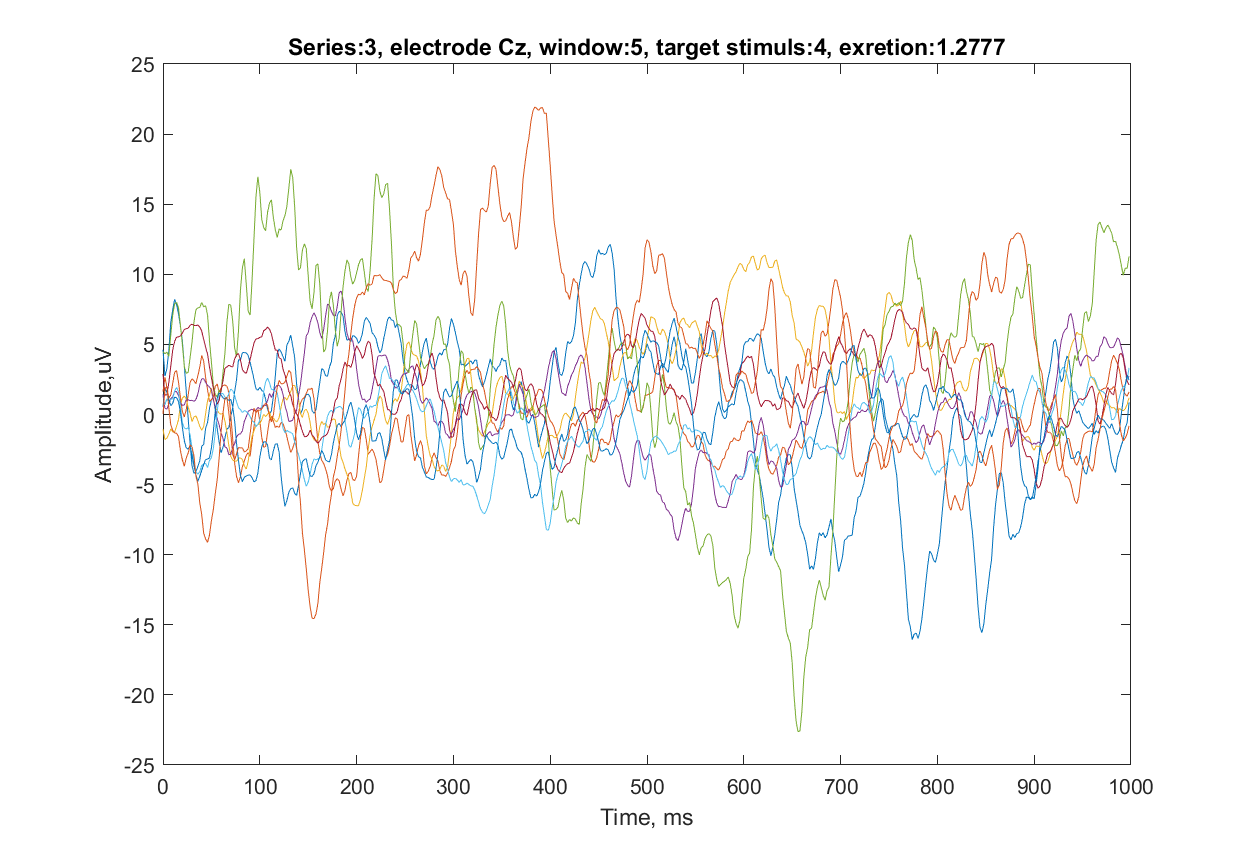 Series:3, electrode Cz, window:5, target stimuls:4, exretion:1.2777
25
20
15
10
5
0
-5
-10
-15
-20
-25
Amplitude,uV
0 100 200 300 400 500 600 700 800 900 1000
Time, ms